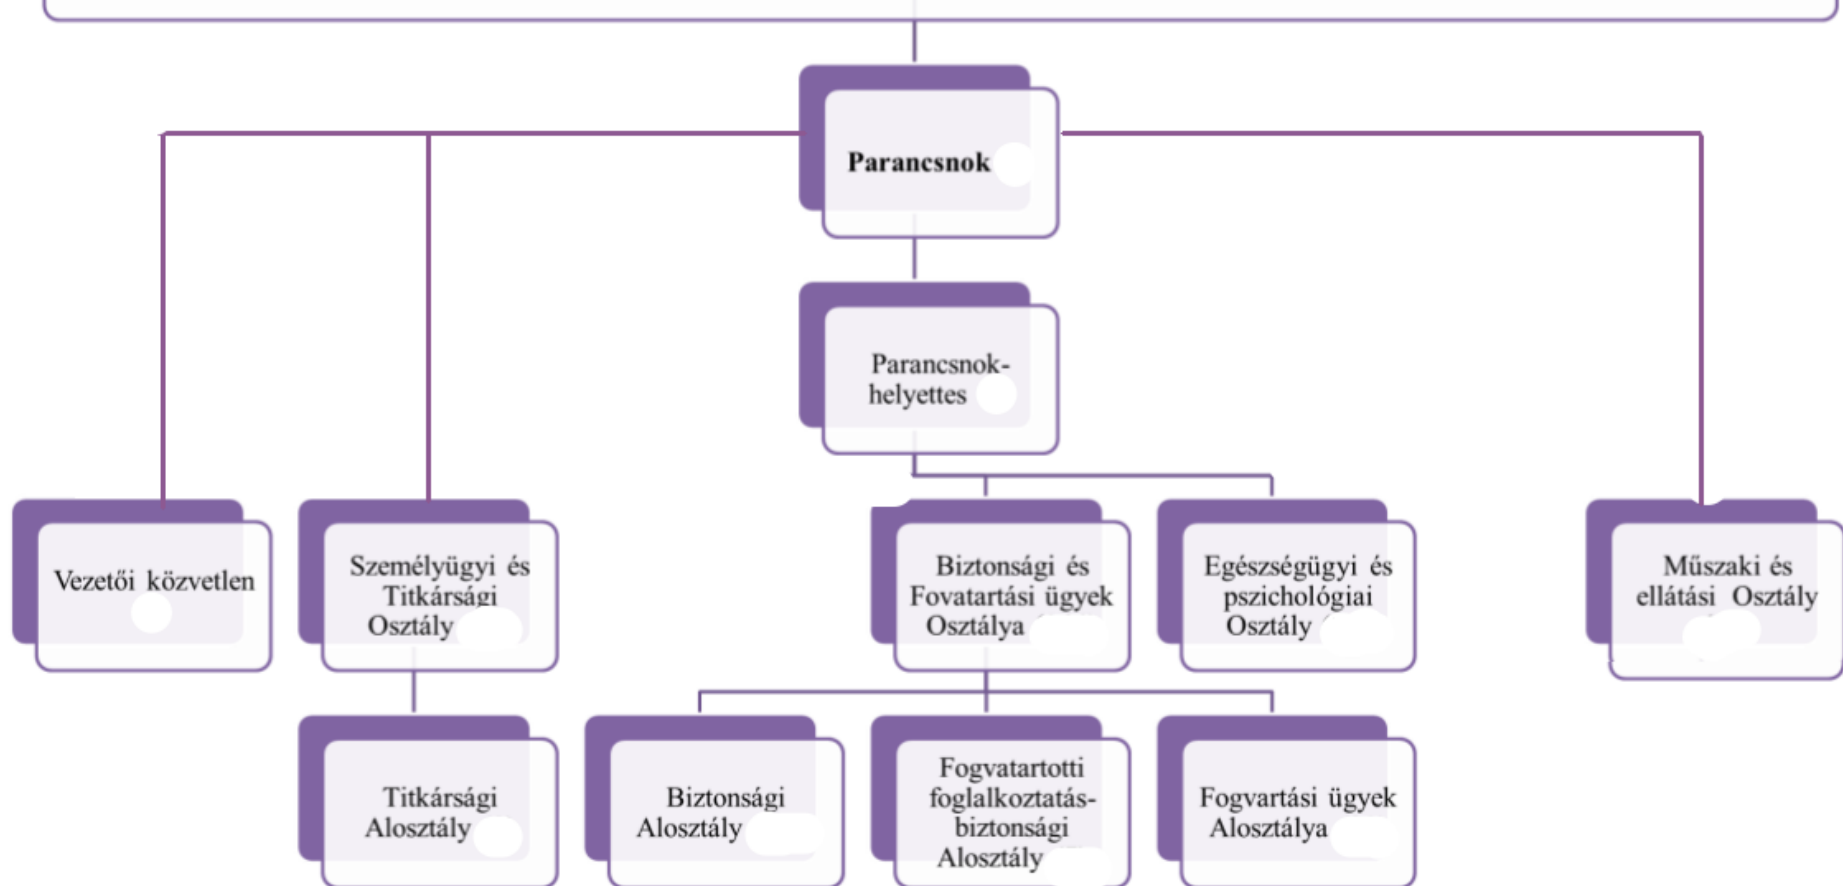 Parancsnok
Parancsnok-
helyettes
Vezetői közvetlen
Személyügyi és
Titkársági
Osztály
Biztonsági és
Fovatartási ügyek
Osztálya
Egészségügyi és
pszichológiai
Osztály
Műszaki és
ellátási Osztály
Titkársági
Alosztály
Biztonsági
Alosztály
Fogvatartotti
foglalkoztatás-
biztonsági
Alosztály
Fogvartási ügyek
Alosztálya